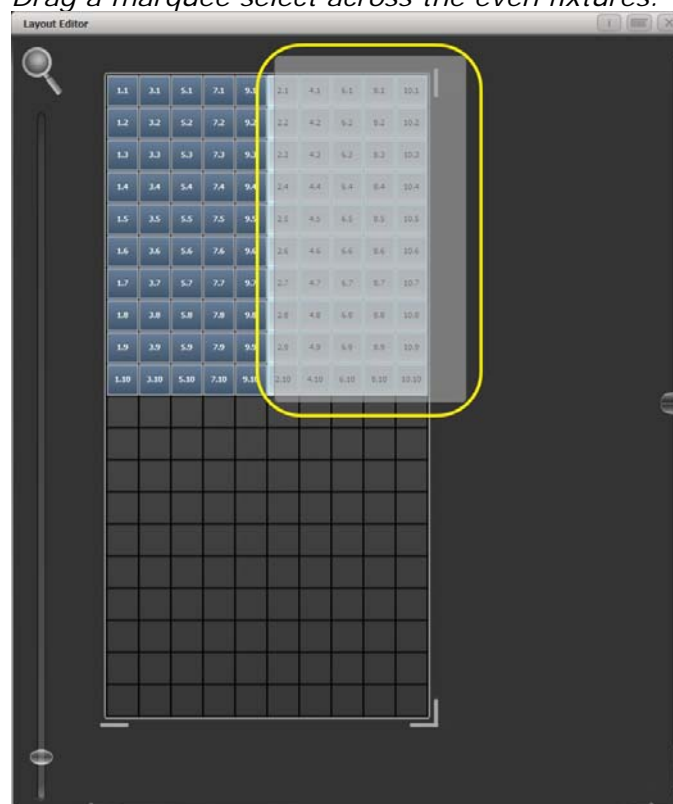 Drag a marquee select across the even fixtures.
Layout Editor
1.1 3.1 5.1 7.1 9.1 2.1 4.1 6.1 8.1 10.1
1.2 3.2 5.2 7.2 9.2 2.2 4.2 6.2 8.2 10.2
1.3 3.3 5.3 7.3 9.3 2.3 4.3 6.3 8.3 10.3
1.4 3.4 5.4 7.4 9.4 2.4 4.4 6.4 8.4 10.4
1.5 3.5 5.5 7.5 9.5 2.5 4.5 6.5 8.5 10.5
1.6 3.6 5.6 7.6 9.6 2.6 4.6 6.6 8.6 10.6
1.7 3.7 5.7 7.7 9.7 2.7 4.7 6.7 8.7 10.7
1.8 3.8 5.8 7.8 9.8 2.8 4.8 6.8 8.8 10.8
1.9 3.9 5.9 7.9 9.9 2.9 4.9 6.9 8.9 10.9
1.10 3.10 5.10 7.10 9.10 2.10 4.10 6.10 8.10 10.10